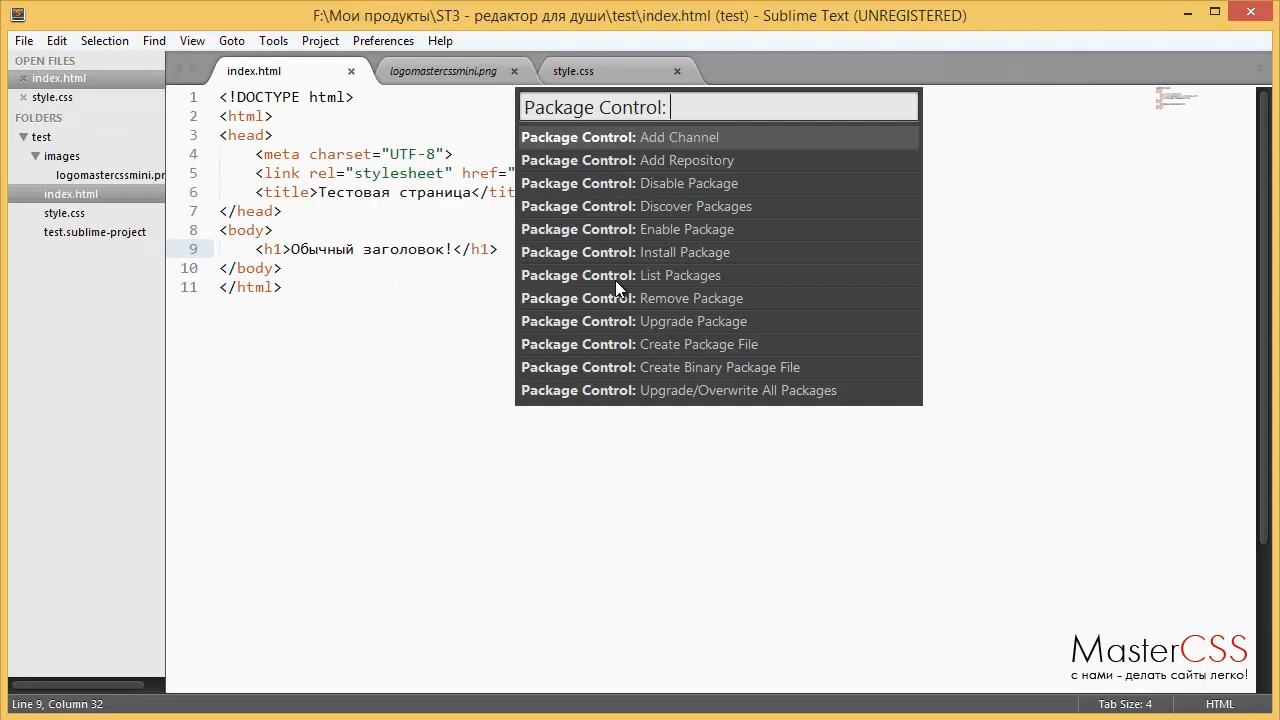 F:\Мои продукты\ST3 - редактор для души\test\index.html (test) - Sublime Text (UNREGISTERED)
File Edit Selection Find View Goto Tools Project Preferences Help
OPEN FILES
index.html
style.css
FOLDERS
test
images
logomastercssmini.pr
index.html
style.css
test.sublime-project
index.html logomastercssmini.png style.css
1 <!DOCTYPE html>
2 <html>
3 <head>
4 <meta charset="UTF-8">
5 <link rel="stylesheet" href="
6 <title>Тестовая страница</tit
7 </head>
8 <body>
9 <h1>Обычный заголовок!</h1>
10 </body>
11 </html>
Package Control:
Package Control: Add Channel
Package Control: Add Repository
Package Control: Disable Package
Package Control: Discover Packages
Package Control: Enable Package
Package Control: Install Package
Package Control: List Packages
Package Control: Remove Package
Package Control: Upgrade Package
Package Control: Create Package File
Package Control: Create Binary Package File
Package Control: Upgrade/Overwrite All Packages
MasterCSS
с нами - делать сайты легко!
Line 9, Column 32 Tab Size: 4 HTML